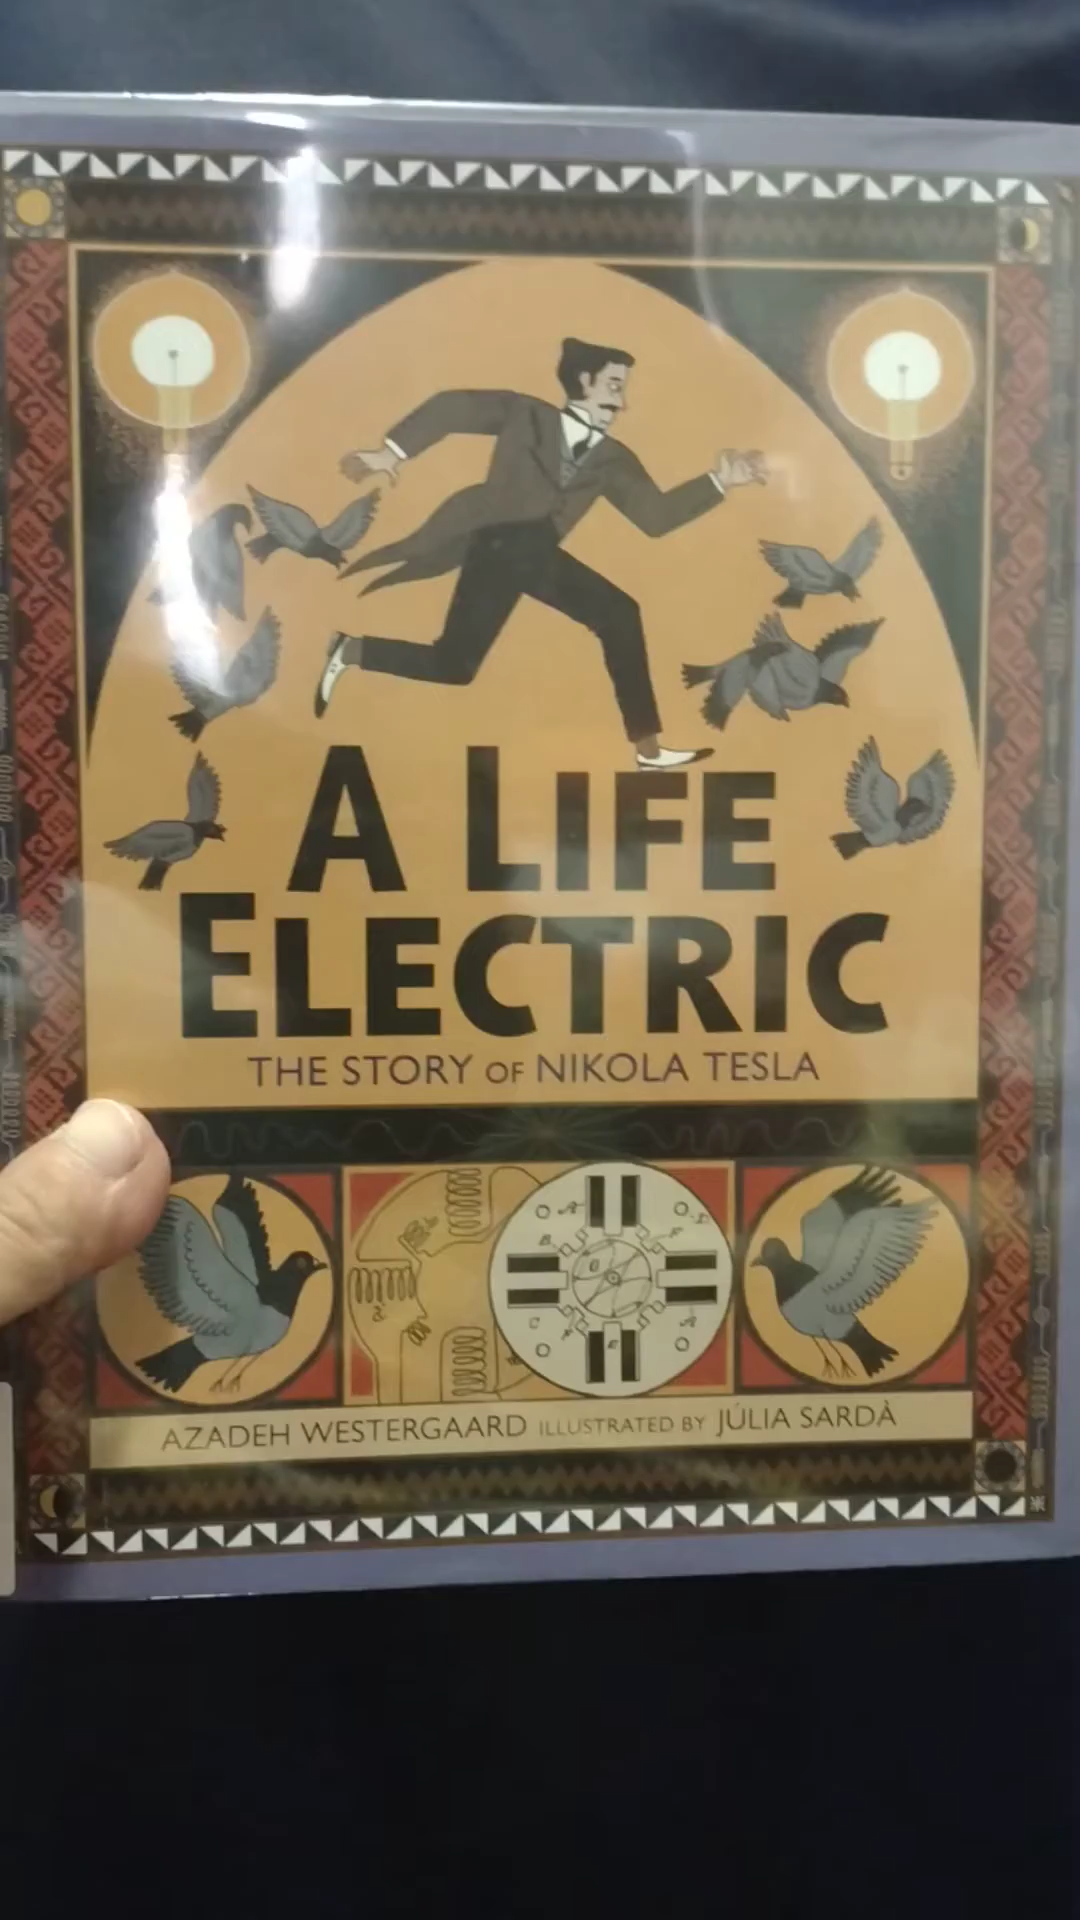 A LIFE
ELECTRIC
THE STORY OF NIKOLA TESLA
AZADEH WESTERGAARD ILLUSTRATED BY JÚLIA SARDÀ